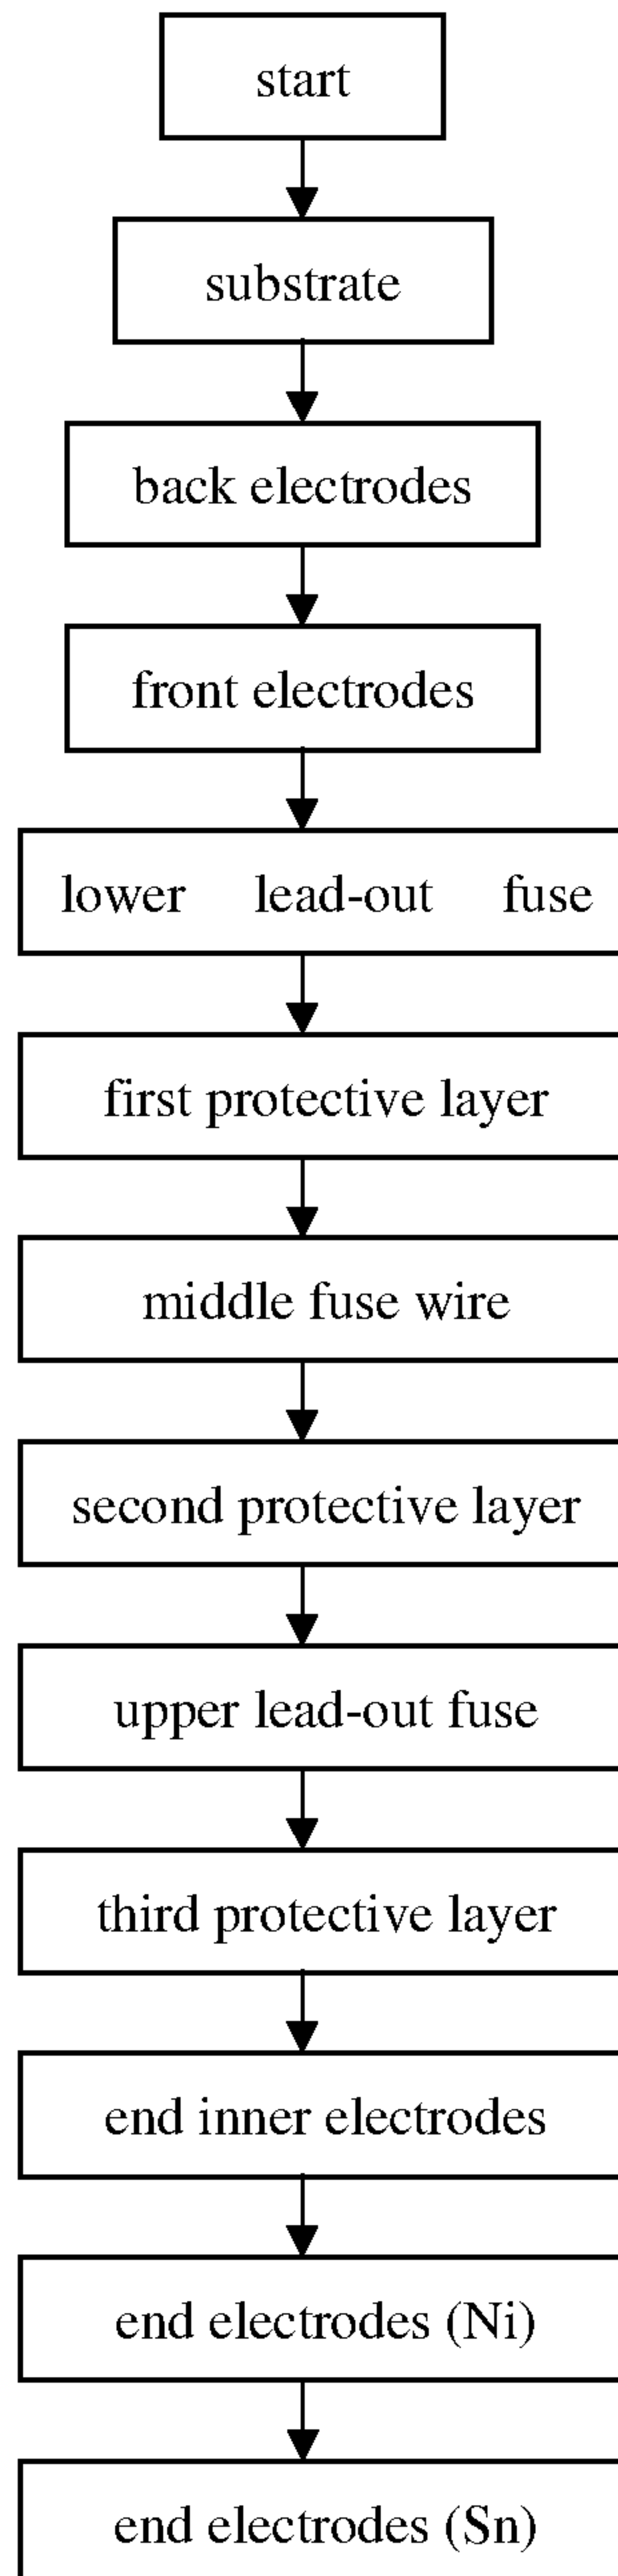 start
substrate
back electrodes
front electrodes
lower lead-out fuse
first protective layer
middle fuse wire
second protective layer
upper lead-out fuse
third protective layer
end inner electrodes
end electrodes (Ni)
end electrodes (Sn)